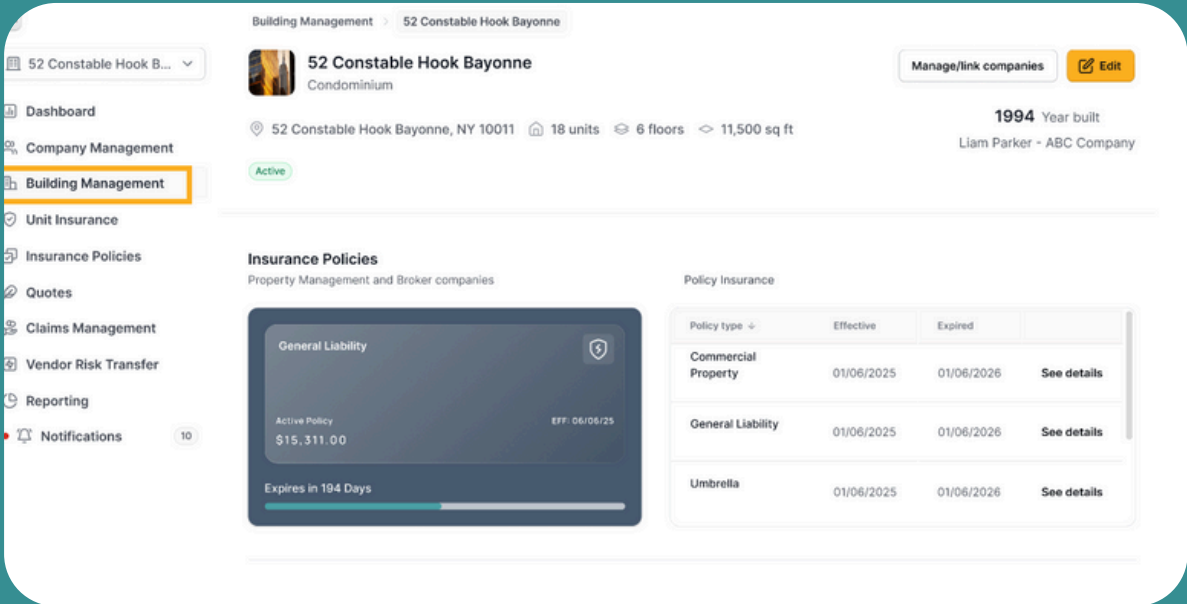 Building Management > 52 Constable Hook Bayonne
52 Constable Hook B...
52 Constable Hook Bayonne
Condominium
Manage/link companies
Edit
52 Constable Hook Bayonne, NY 10011 18 units 6 floors 11,500 sq ft
1994 Year built
Liam Parker - ABC Company
Active
Dashboard
Company Management
Building Management
Unit Insurance
Insurance Policies
Quotes
Claims Management
Vendor Risk Transfer
Reporting
Notifications 10
Insurance Policies
Property Management and Broker companies
General Liability
Active Policy
EFF: 06/06/25
$15,311.00
Expires in 194 Days
Policy Insurance
Policy type Effective Expired
Commercial
Property 01/06/2025 01/06/2026 See details
General Liability 01/06/2025 01/06/2026 See details
Umbrella 01/06/2025 01/06/2026 See details